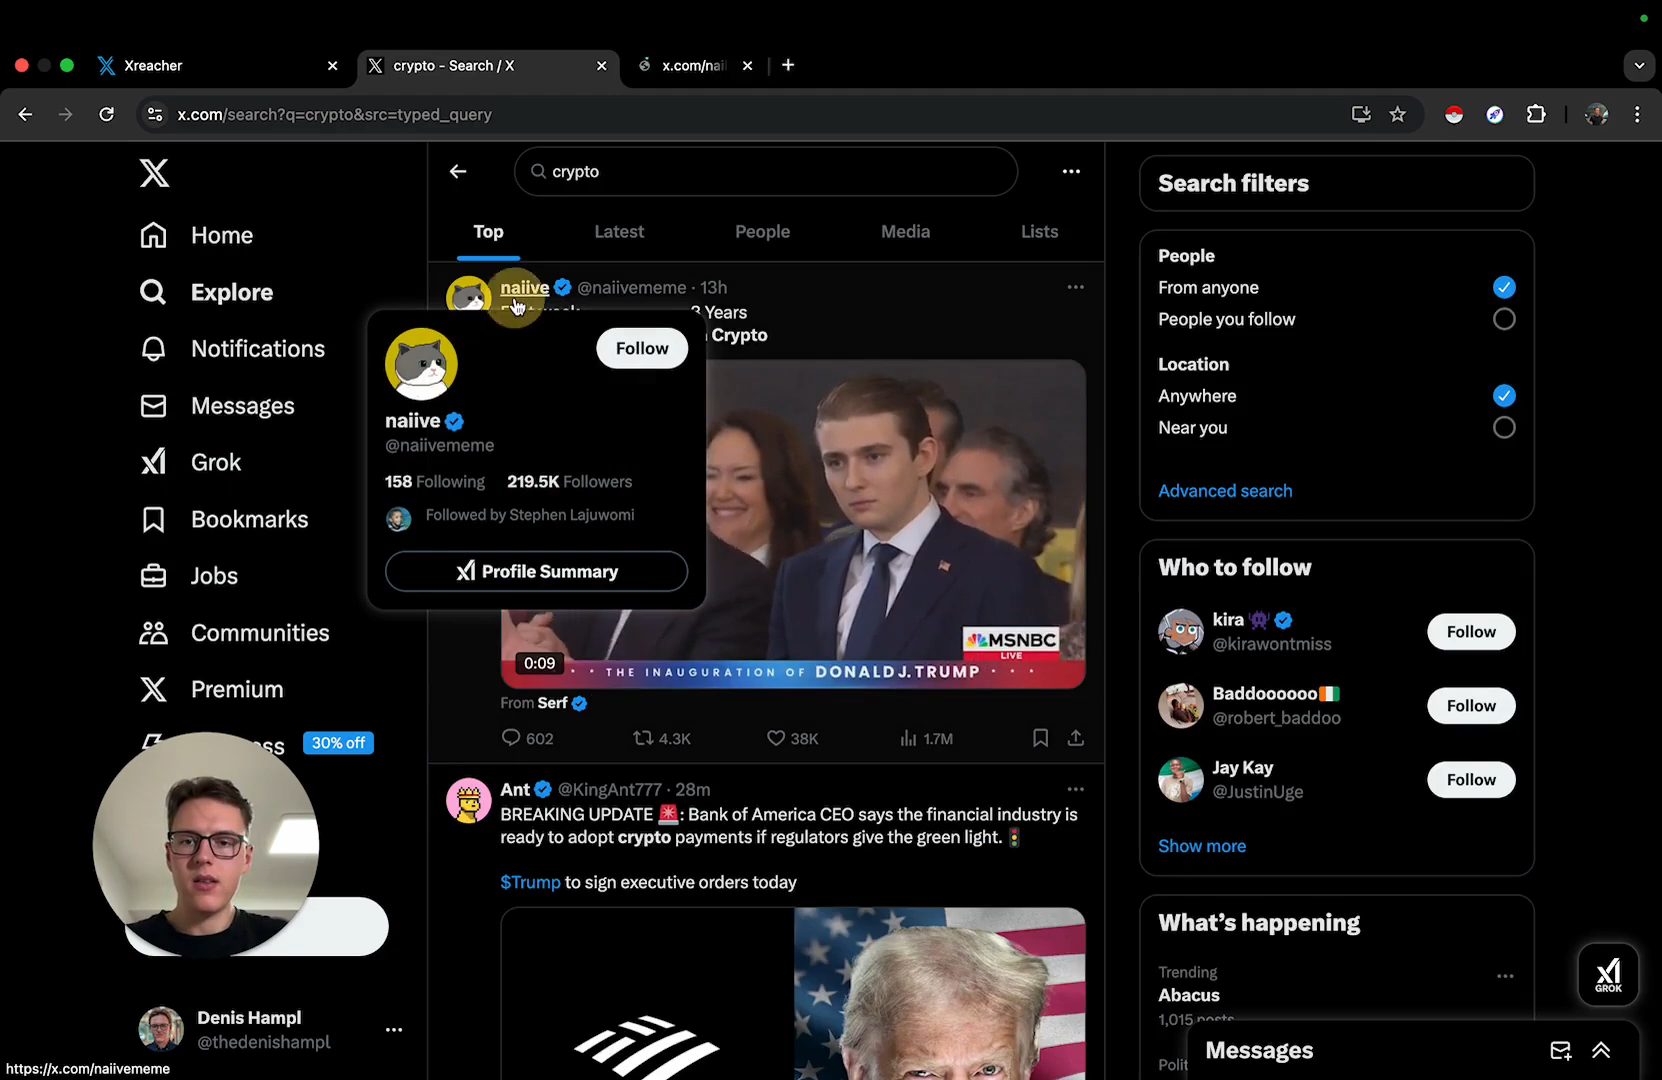 Xreacher
crypto - Search / X
x.com/nai
x.com/search?q=crypto&src=typed_query
Home
Explore
Notifications
Messages
Grok
Bookmarks
Jobs
Communities
Premium
ess
30% off
Denis Hampl
@thedenishampl
https://x.com/naiivememe
crypto
Top
Latest
People
Media
Lists
naiive @naiivememe · 13h
3 Years
Crypto
Follow
naiive
@naiivememe
158 Following 219.5K Followers
Followed by Stephen Lajuwomi
Profile Summary
MSNBC
LIVE
0:09
THE INAUGURATION OF DONALD J. TRUMP
From Serf
602 4.3K 38K 1.7M
Ant @KingAnt777 · 28m
BREAKING UPDATE 🚨: Bank of America CEO says the financial industry is
ready to adopt crypto payments if regulators give the green light. 🚦
$Trump to sign executive orders today
Search filters
People
From anyone
People you follow
Location
Anywhere
Near you
Advanced search
Who to follow
kira 👾
@kirawontmiss
Follow
Baddoooooo🇨🇮
@robert_baddoo
Follow
Jay Kay
@JustinUge
Follow
Show more
What's happening
Trending
Abacus
1,015 posts
Polit
GROK
Messages